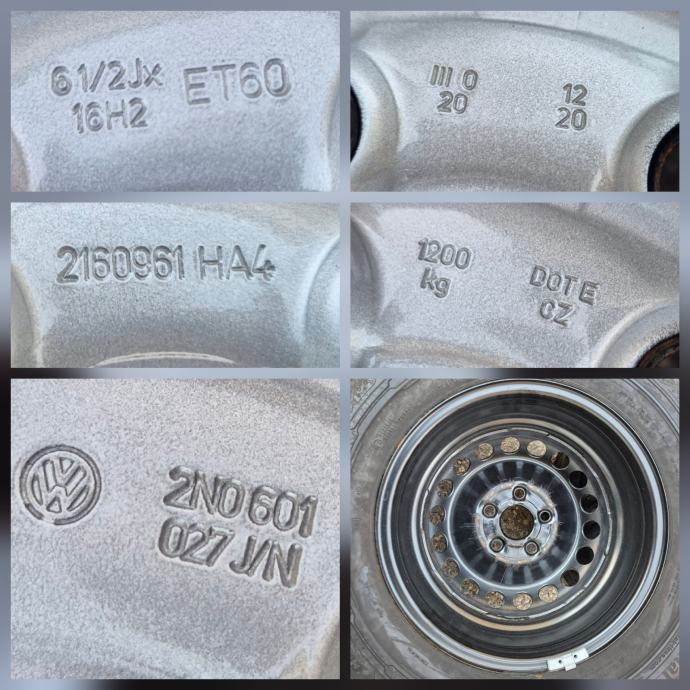 6 1/2Jx
16H2
ET60
III 0
20
12
20
2160961 HA4
1200
kg
DOT E
CZ
VW
2N0 601
027 J/N